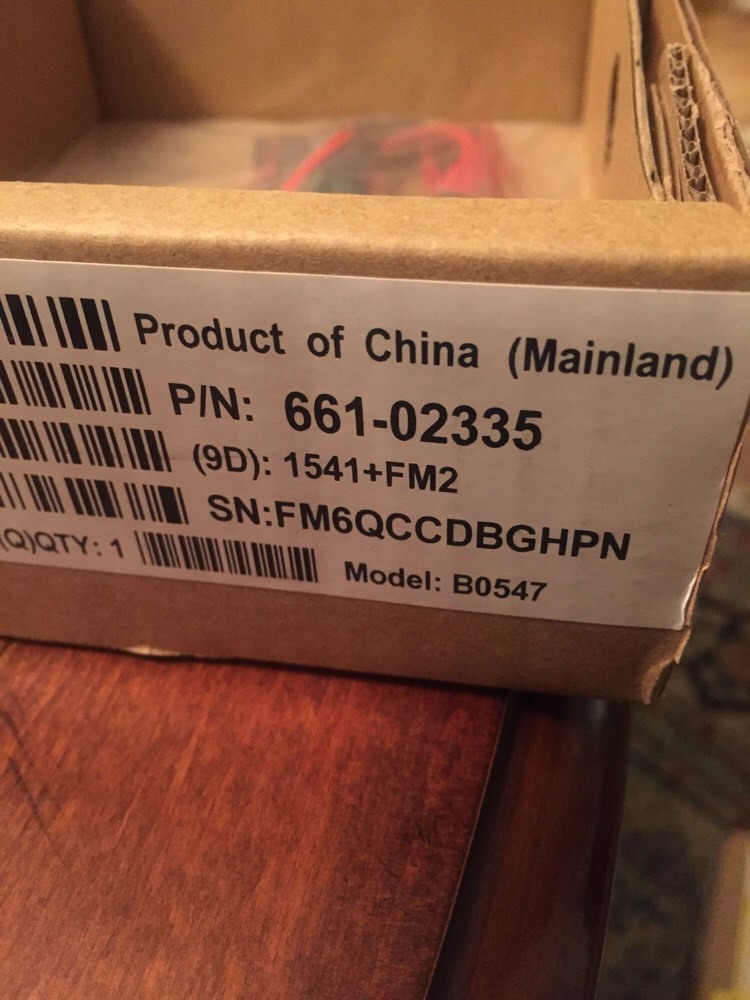 Product of China (Mainland)
P/N: 661-02335
(9D): 1541+FM2
SN:FM6QCCDBGHPN
(Q)QTY: 1
Model: B0547